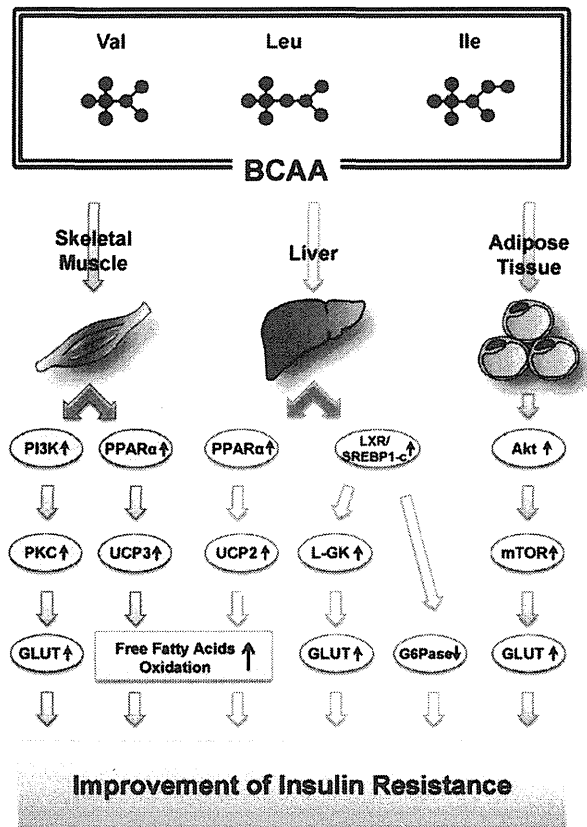 Val Leu Ile
BCAA
Skeletal
Muscle
Liver
Adipose
Tissue
PI3K↑ PPARα↑ PPARα↑ LXR/
SREBP1-c↑ Akt↑
PKC↑ UCP3↑ UCP2↑ L-GK↑ mTOR↑
GLUT↑ Free Fatty Acids
Oxidation↑ GLUT↑ G6Pase↓ GLUT↑
Improvement of Insulin Resistance